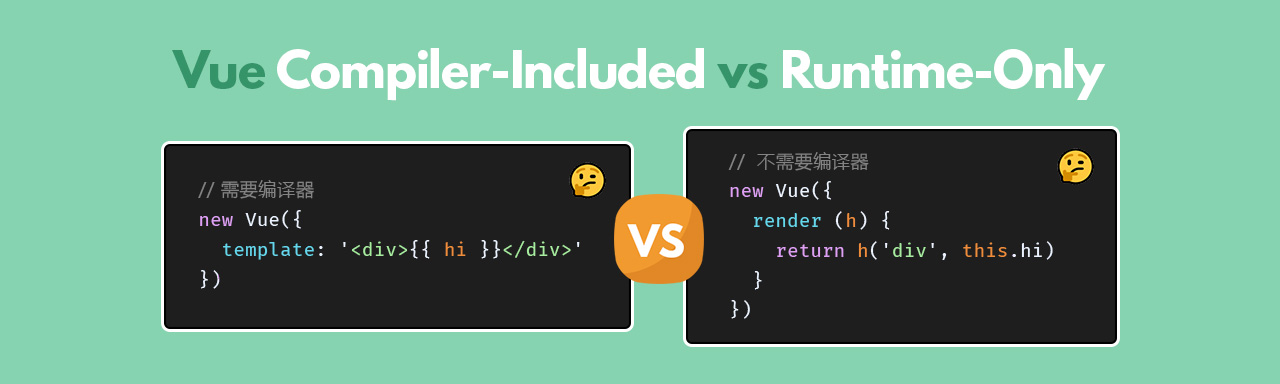 Vue Compiler-Included vs Runtime-Only
// 需要编译器
new Vue({
  template: '<div>{{ hi }}</div>'
})
VS
// 不需要编译器
new Vue({
  render (h) {
    return h('div', this.hi)
  }
})